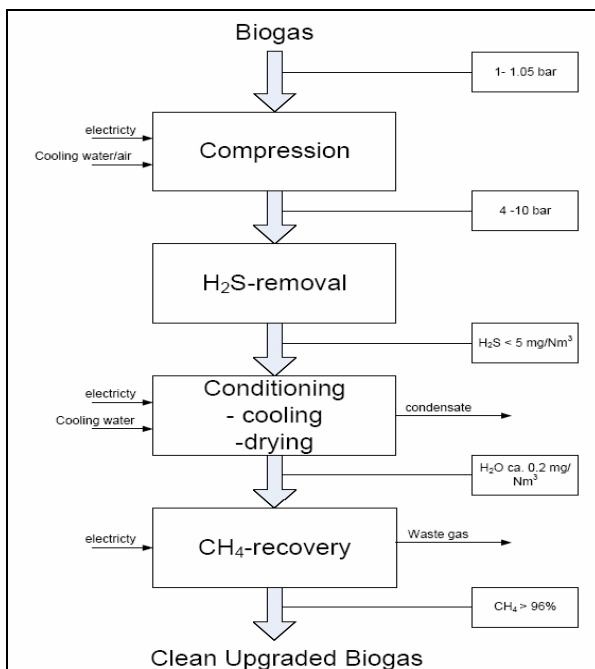 Biogas
1- 1.05 bar
electricty
Cooling water/air
Compression
4 -10 bar
H₂S-removal
H₂S < 5 mg/Nm³
electricty
Cooling water
Conditioning
- cooling
-drying
condensate
H₂O ca. 0.2 mg/
Nm³
electricty
CH₄-recovery
Waste gas
CH₄ > 96%
Clean Upgraded Biogas